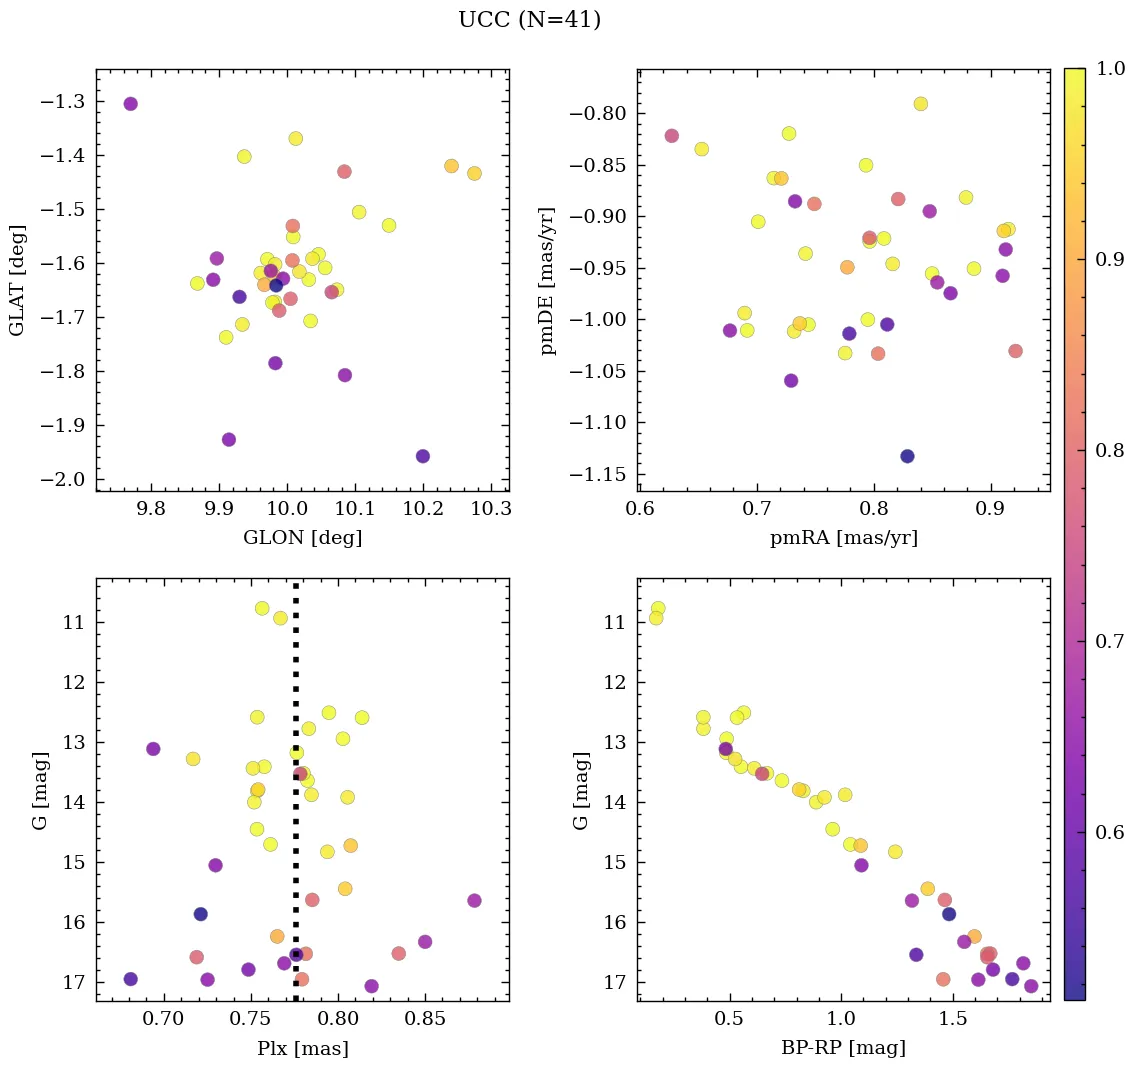 UCC (N=41)
−1.3
−1.4
−1.5
−1.6
−1.7
−1.8
−1.9
−2.0
GLAT [deg]
9.8 9.9 10.0 10.1 10.2 10.3
GLON [deg]
−0.80
−0.85
−0.90
−0.95
−1.00
−1.05
−1.10
−1.15
pmDE [mas/yr]
0.6 0.7 0.8 0.9
pmRA [mas/yr]
1.0
0.9
0.8
0.7
0.6
11
12
13
14
15
16
17
G [mag]
0.70 0.75 0.80 0.85
Plx [mas]
11
12
13
14
15
16
17
G [mag]
0.5 1.0 1.5
BP-RP [mag]